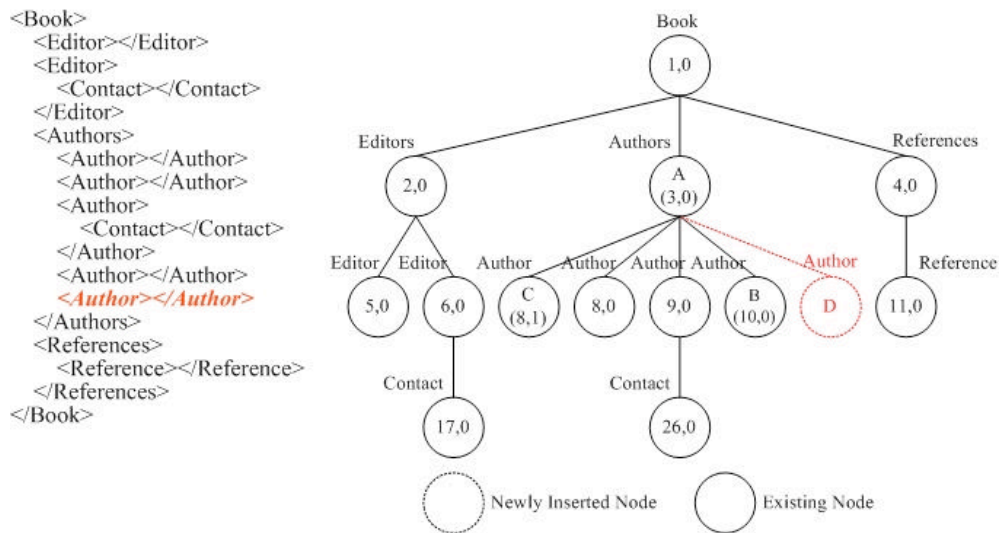 <Book>
<Editor></Editor>
<Editor>
<Contact></Contact>
</Editor>
<Authors>
<Author></Author>
<Author></Author>
<Author>
<Contact></Contact>
</Author>
<Author></Author>
<Author></Author>
</Authors>
<References>
<Reference></Reference>
</References>
</Book>
Book
1,0
Editors
Authors
References
2,0
A
(3,0)
4,0
Editor
Editor
Author
Author
Author
Author
Author
Reference
5,0
6,0
C
(8,1)
8,0
9,0
B
(10,0)
D
11,0
Contact
Contact
17,0
26,0
Newly Inserted Node
Existing Node